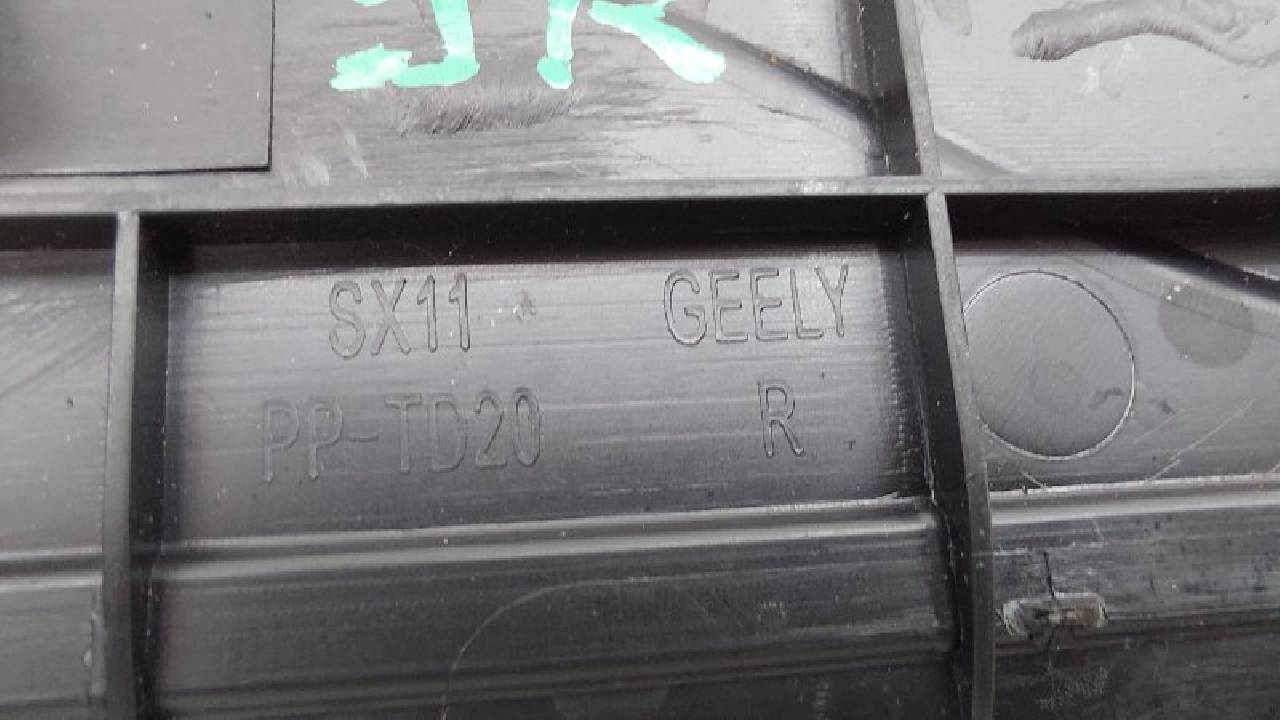 SX11 GEELY
PP-TD20 R